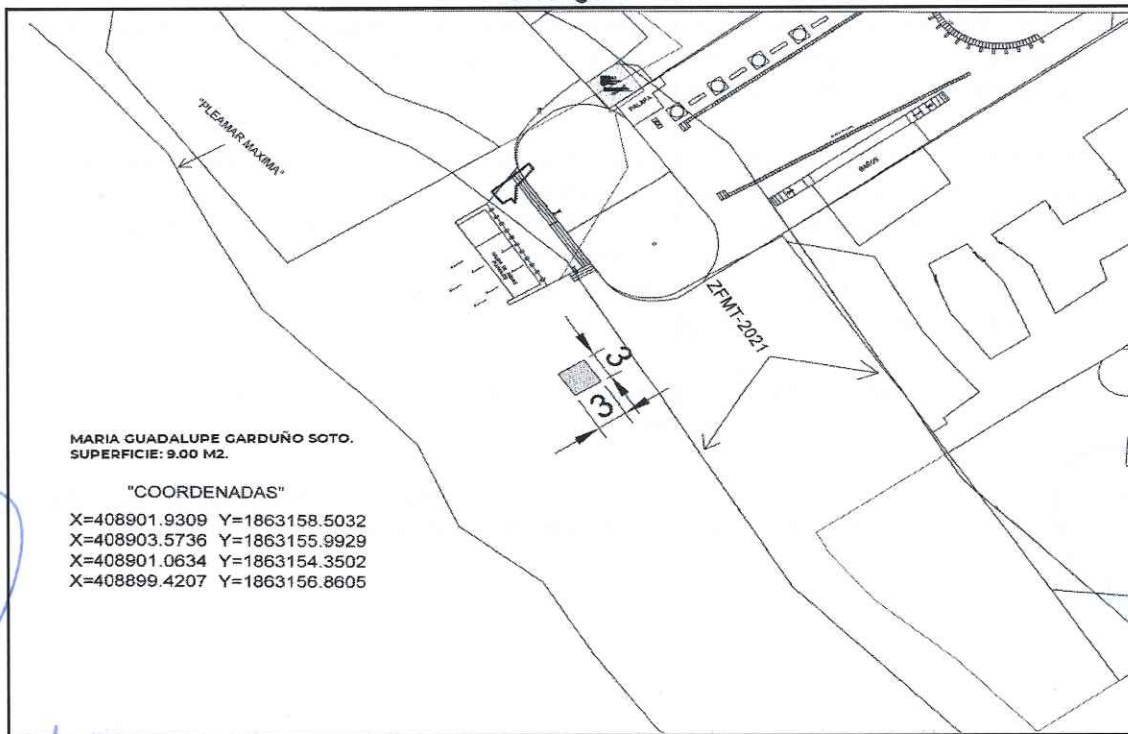 "PLEAMAR MAXIMA"
PALAPA
BAÑOS
ZFMT-2021
3
3
MARIA GUADALUPE GARDUÑO SOTO.
SUPERFICIE: 9.00 M2.
"COORDENADAS"
X=408901.9309 Y=1863158.5032
X=408903.5736 Y=1863155.9929
X=408901.0634 Y=1863154.3502
X=408899.4207 Y=1863156.8605